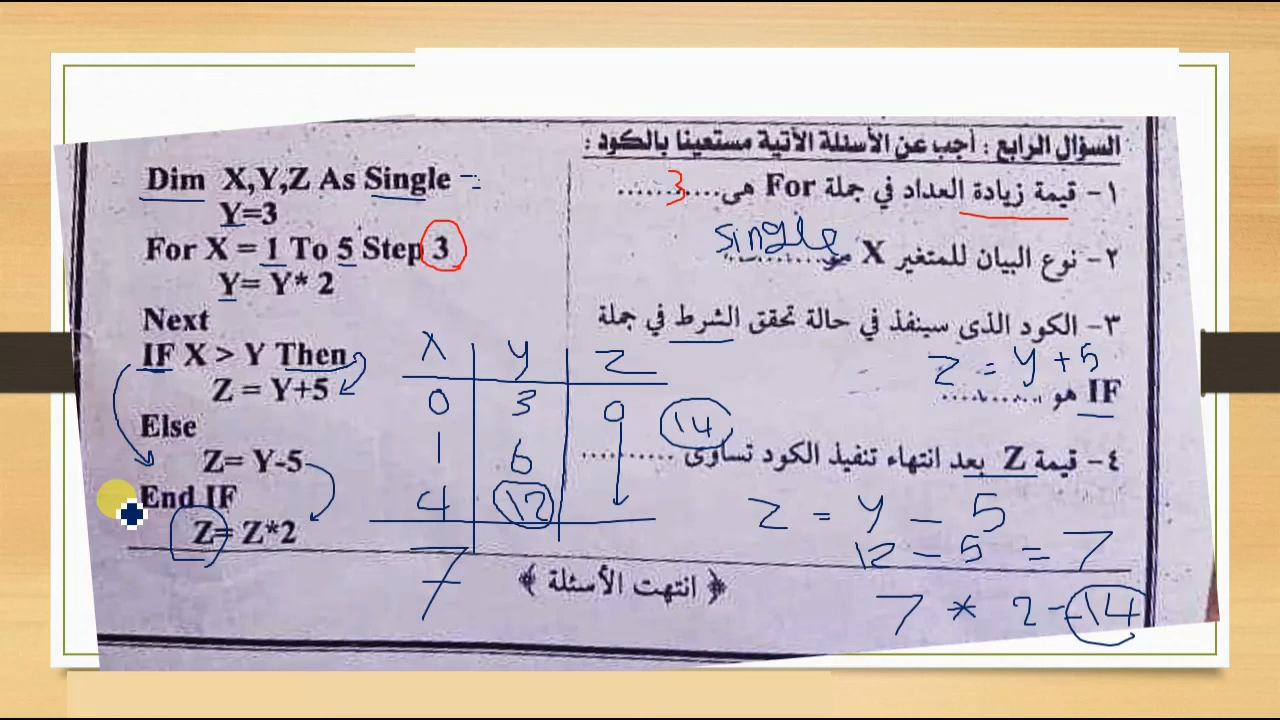 السؤال الرابع : أجب عن الأسئلة الآتية مستعينا بالكود :
١- قيمة زيادة العداد في جملة For هى ....3....
٢- نوع البيان للمتغير X هو single
٣- الكود الذى سينفذ في حالة تحقق الشرط في جملة
IF هو ...........
Z = y + 5
٤- قيمة Z بعد انتهاء تنفيذ الكود تساوى ..........
14
Z = y - 5
12 - 5 = 7
7 * 2 = 14
Dim X,Y,Z As Single
Y=3
For X = 1 To 5 Step 3
Y= Y* 2
Next
IF X > Y Then
Z = Y+5
Else
Z= Y-5
End IF
Z= Z*2
X y Z
0 3 0
1 6
4 12
7
﴿ انتهت الأسئلة ﴾